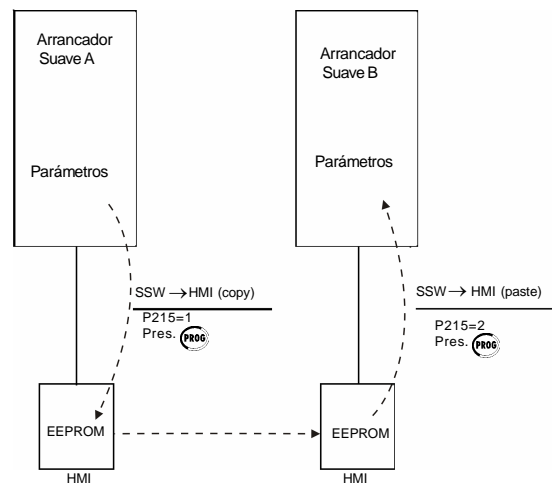 Arrancador
Suave A
Parámetros
SSW → HMI (copy)
P215=1
Pres. PROG
EEPROM
HMI
Arrancador
Suave B
Parámetros
SSW → HMI (paste)
P215=2
Pres. PROG
EEPROM
HMI